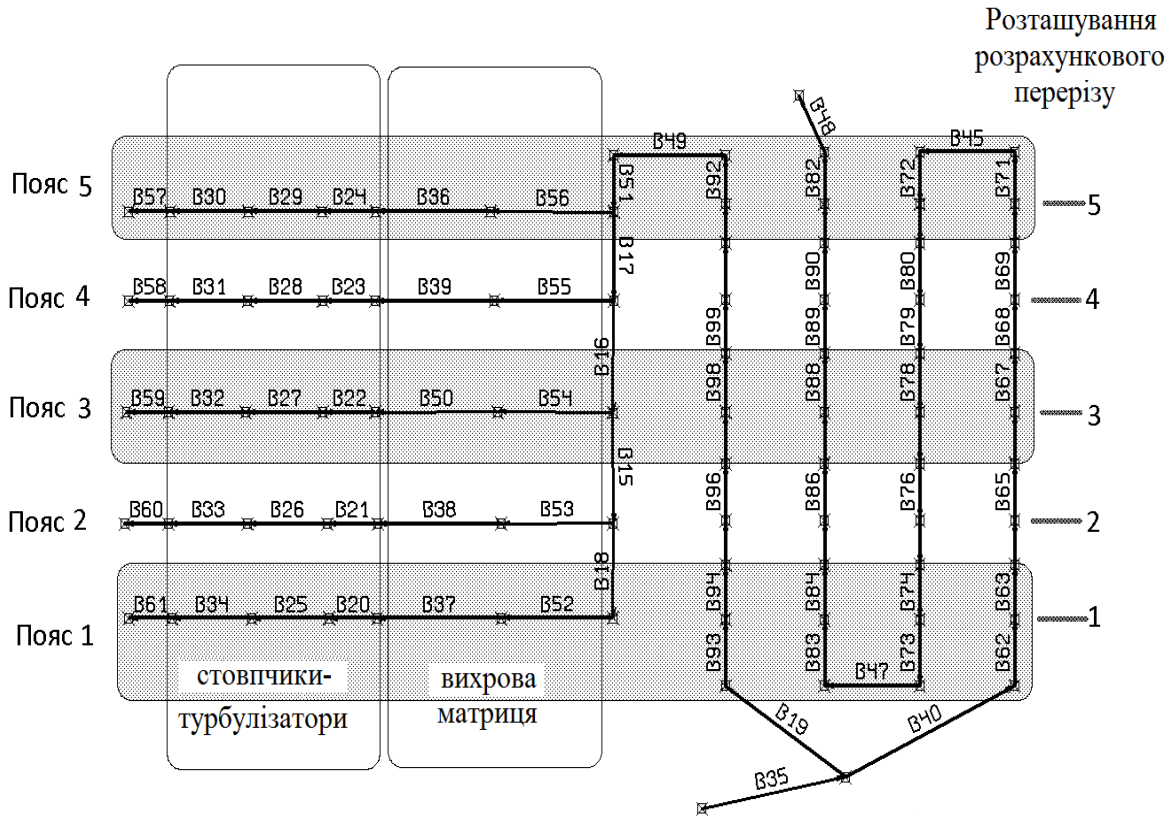 Розташування
розрахункового
перерізу
B48
B49
B45
Пояс 5
B57 B30 B29 B24 B36 B56
B51
B92
B82
B72
B71
5
B17
Пояс 4
B58 B31 B28 B23 B39 B55
B90
B80
B69
4
B16
B99
B89
B79
B68
Пояс 3
B59 B32 B27 B22 B50 B54
B98
B88
B78
B67
3
B15
Пояс 2
B60 B33 B26 B21 B38 B53
B96
B86
B76
B65
2
B18
Пояс 1
B61 B34 B25 B20 B37 B52
B94
B84
B74
B63
1
B93
B83
B73
B62
B47
стовпчики-
турбулізатори
вихрова
матриця
B19
B40
B35